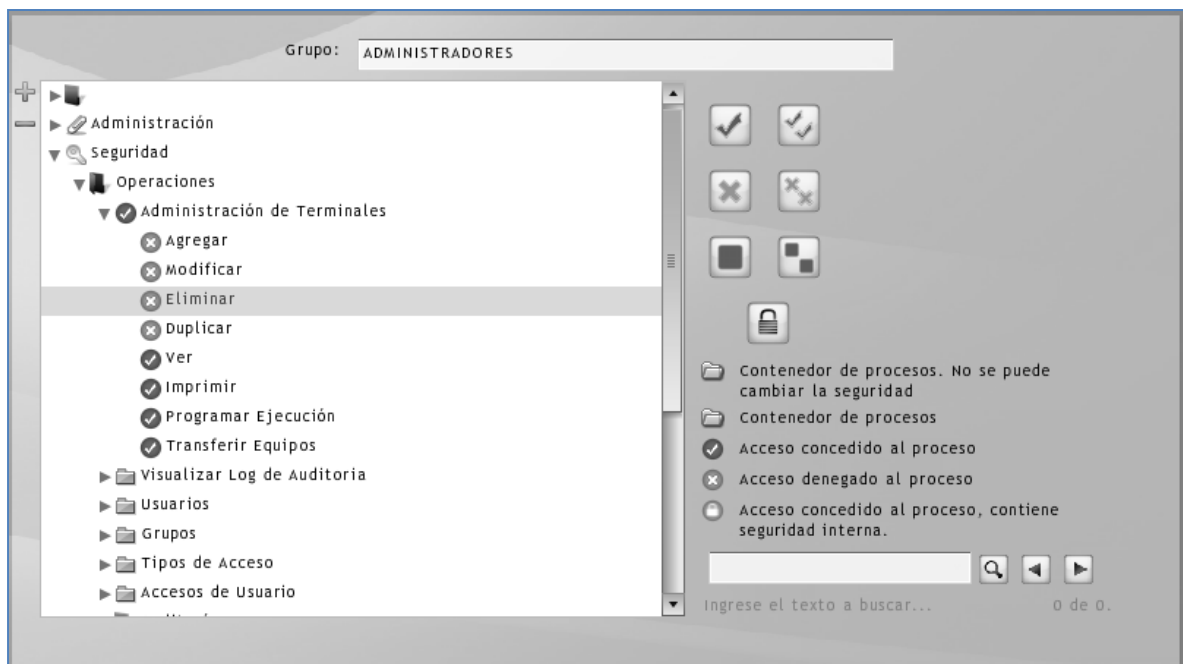 Grupo: ADMINISTRADORES
Administración
Seguridad
Operaciones
Administración de Terminales
Agregar
Modificar
Eliminar
Duplicar
Ver
Imprimir
Programar Ejecución
Transferir Equipos
Visualizar Log de Auditoria
Usuarios
Grupos
Tipos de Acceso
Accesos de Usuario
Contenedor de procesos. No se puede
cambiar la seguridad
Contenedor de procesos
Acceso concedido al proceso
Acceso denegado al proceso
Acceso concedido al proceso, contiene
seguridad interna.
Ingrese el texto a buscar... 0 de 0.